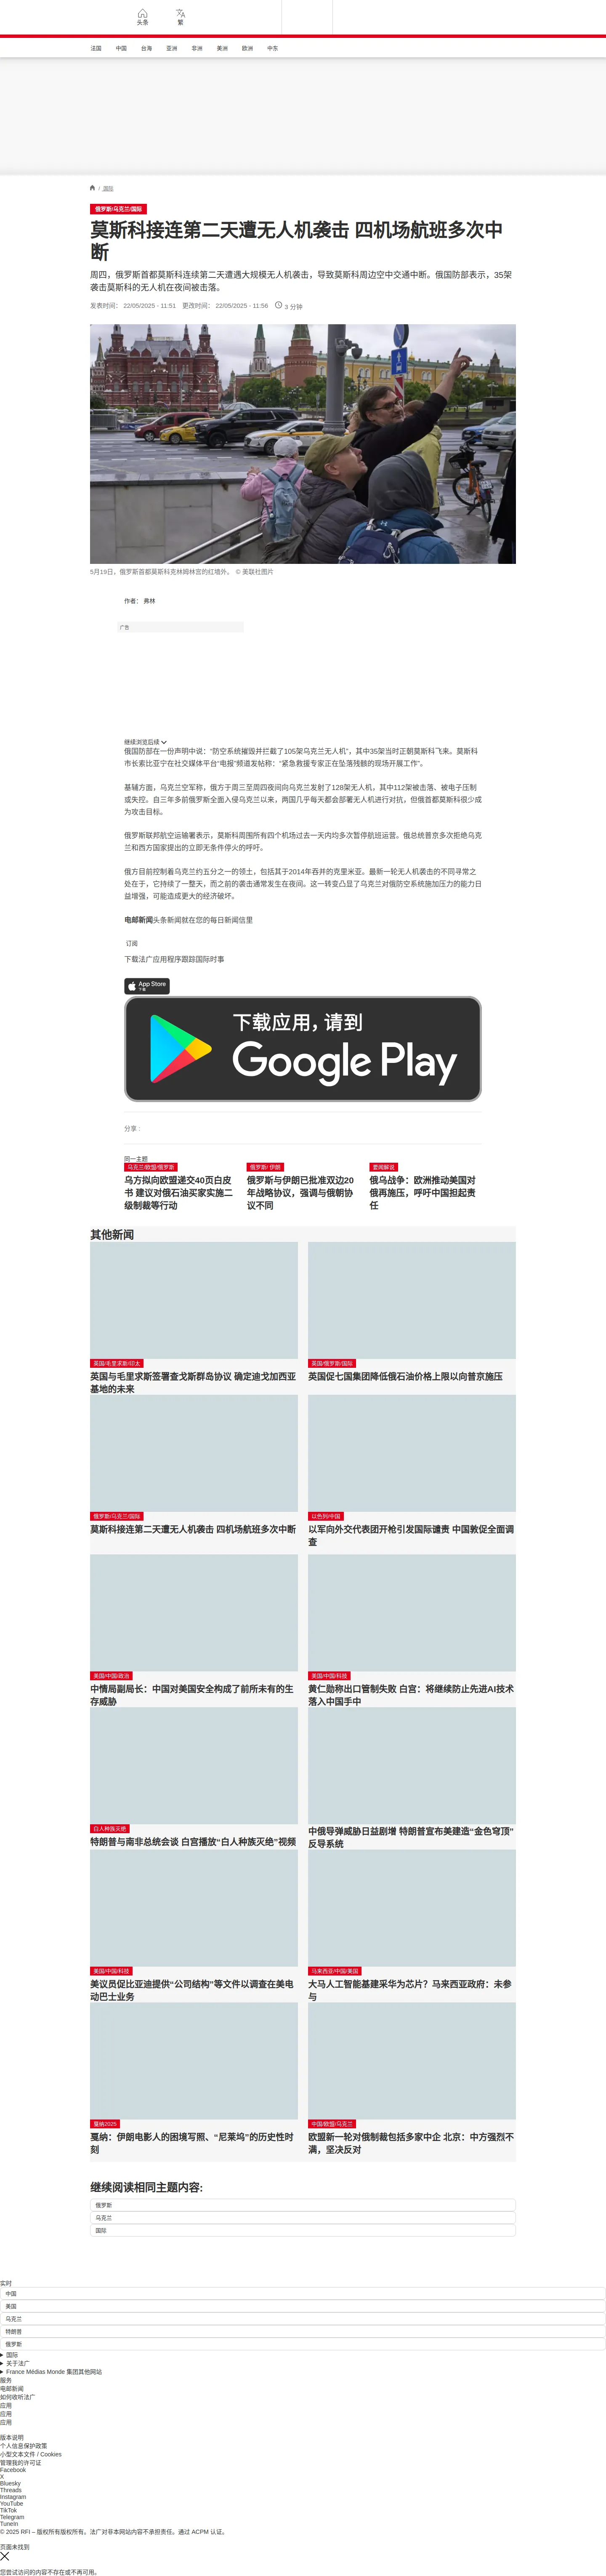 头条
繁
法国
中国
台海
亚洲
非洲
美洲
欧洲
中东
/ 国际
俄罗斯/乌克兰/国际
莫斯科接连第二天遭无人机袭击 四机场航班多次中
断
周四，俄罗斯首都莫斯科连续第二天遭遇大规模无人机袭击，导致莫斯科周边空中交通中断。俄国防部表示，35架
袭击莫斯科的无人机在夜间被击落。
发表时间： 22/05/2025 - 11:51 更改时间： 22/05/2025 - 11:56 3 分钟
5月19日，俄罗斯首都莫斯科克林姆林宫的红墙外。 © 美联社图片
作者： 弗林
广告
继续浏览后续
俄国防部在一份声明中说：“防空系统摧毁并拦截了105架乌克兰无人机”，其中35架当时正朝莫斯科飞来。莫斯科
市长索比亚宁在社交媒体平台“电报”频道发帖称：“紧急救援专家正在坠落残骸的现场开展工作”。
基辅方面，乌克兰空军称，俄方于周三至周四夜间向乌克兰发射了128架无人机，其中112架被击落、被电子压制
或失控。自三年多前俄罗斯全面入侵乌克兰以来，两国几乎每天都会部署无人机进行对抗，但俄首都莫斯科很少成
为攻击目标。
俄罗斯联邦航空运输署表示，莫斯科周围所有四个机场过去一天内均多次暂停航班运营。俄总统普京多次拒绝乌克
兰和西方国家提出的立即无条件停火的呼吁。
俄方目前控制着乌克兰约五分之一的领土，包括其于2014年吞并的克里米亚。最新一轮无人机袭击的不同寻常之
处在于，它持续了一整天，而之前的袭击通常发生在夜间。这一转变凸显了乌克兰对俄防空系统施加压力的能力日
益增强，可能造成更大的经济破坏。
电邮新闻头条新闻就在您的每日新闻信里
订阅
下载法广应用程序跟踪国际时事
App Store
下载
下载应用，请到
Google Play
分享 :
同一主题
乌克兰/欧盟/俄罗斯
乌方拟向欧盟递交40页白皮
书 建议对俄石油买家实施二
级制裁等行动
俄罗斯/ 伊朗
俄罗斯与伊朗已批准双边20
年战略协议，强调与俄朝协
议不同
要闻解说
俄乌战争：欧洲推动美国对
俄再施压，呼吁中国担起责
任
其他新闻
英国/毛里求斯/印太
英国与毛里求斯签署查戈斯群岛协议 确定迪戈加西亚
基地的未来
英国/俄罗斯/国际
英国促七国集团降低俄石油价格上限以向普京施压
俄罗斯/乌克兰/国际
莫斯科接连第二天遭无人机袭击 四机场航班多次中断
以色列/中国
以军向外交代表团开枪引发国际谴责 中国敦促全面调
查
美国/中国/政治
中情局副局长：中国对美国安全构成了前所未有的生
存威胁
美国/中国/科技
黄仁勋称出口管制失败 白宫：将继续防止先进AI技术
落入中国手中
白人种族灭绝
特朗普与南非总统会谈 白宫播放“白人种族灭绝”视频
中俄导弹威胁日益剧增 特朗普宣布美建造“金色穹顶”
反导系统
美国/中国/科技
美议员促比亚迪提供“公司结构”等文件以调查在美电
动巴士业务
马来西亚/中国/美国
大马人工智能基建采华为芯片？马来西亚政府：未参
与
戛纳2025
戛纳：伊朗电影人的困境写照、“尼莱坞”的历史性时
刻
中国/欧盟/乌克兰
欧盟新一轮对俄制裁包括多家中企 北京：中方强烈不
满，坚决反对
继续阅读相同主题内容:
俄罗斯
乌克兰
国际
实时
中国
美国
乌克兰
特朗普
俄罗斯
国际
关于法广
France Médias Monde 集团其他网站
服务
电邮新闻
如何收听法广
应用
应用
应用
版本说明
个人信息保护政策
小型文本文件 / Cookies
管理我的许可证
Facebook
X
Bluesky
Threads
Instagram
YouTube
TikTok
Telegram
TuneIn
© 2025 RFI – 版权所有版权所有。法广对非本网站内容不承担责任。通过 ACPM 认证。
页面未找到
您尝试访问的内容不存在或不再可用。